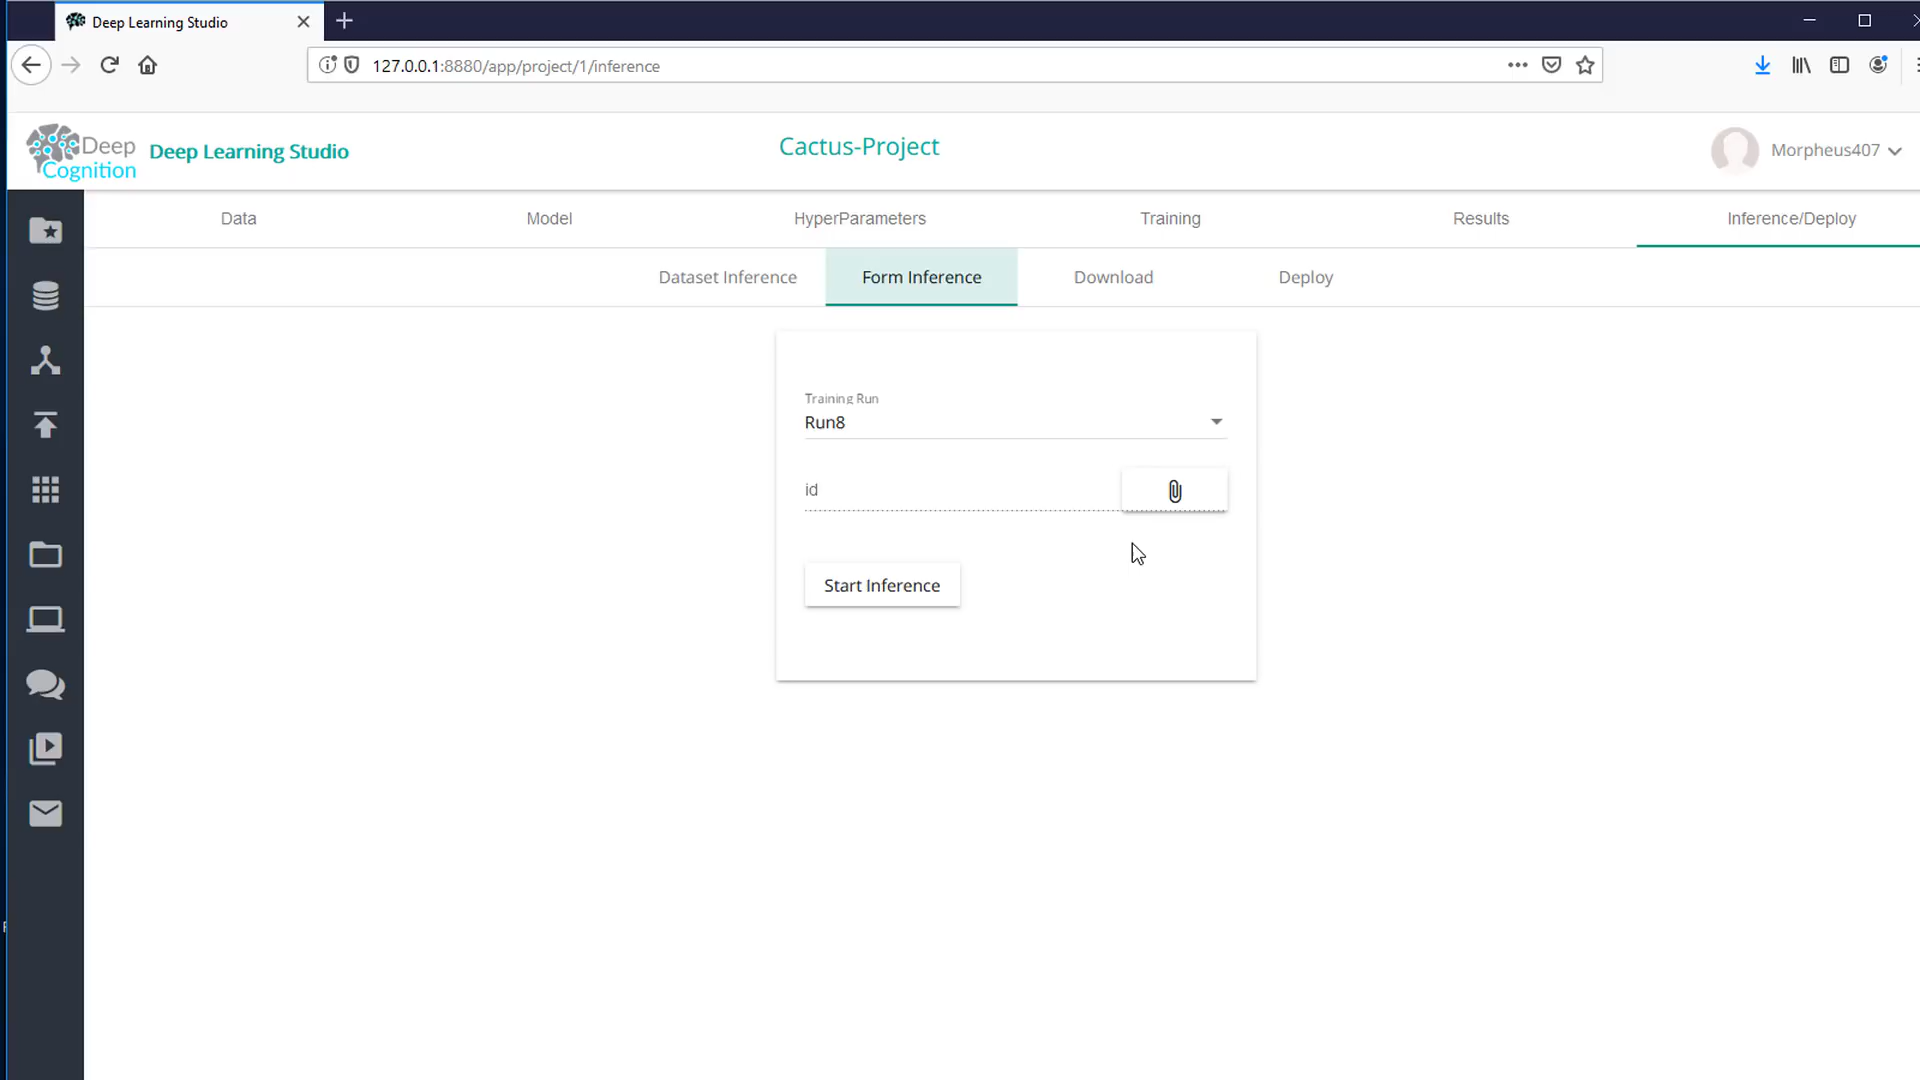 Deep Learning Studio
127.0.0.1:8880/app/project/1/inference
Deep
Cognition
Deep Learning Studio
Cactus-Project
Morpheus407
Data
Model
HyperParameters
Training
Results
Inference/Deploy
Dataset Inference
Form Inference
Download
Deploy
Training Run
Run8
id
Start Inference